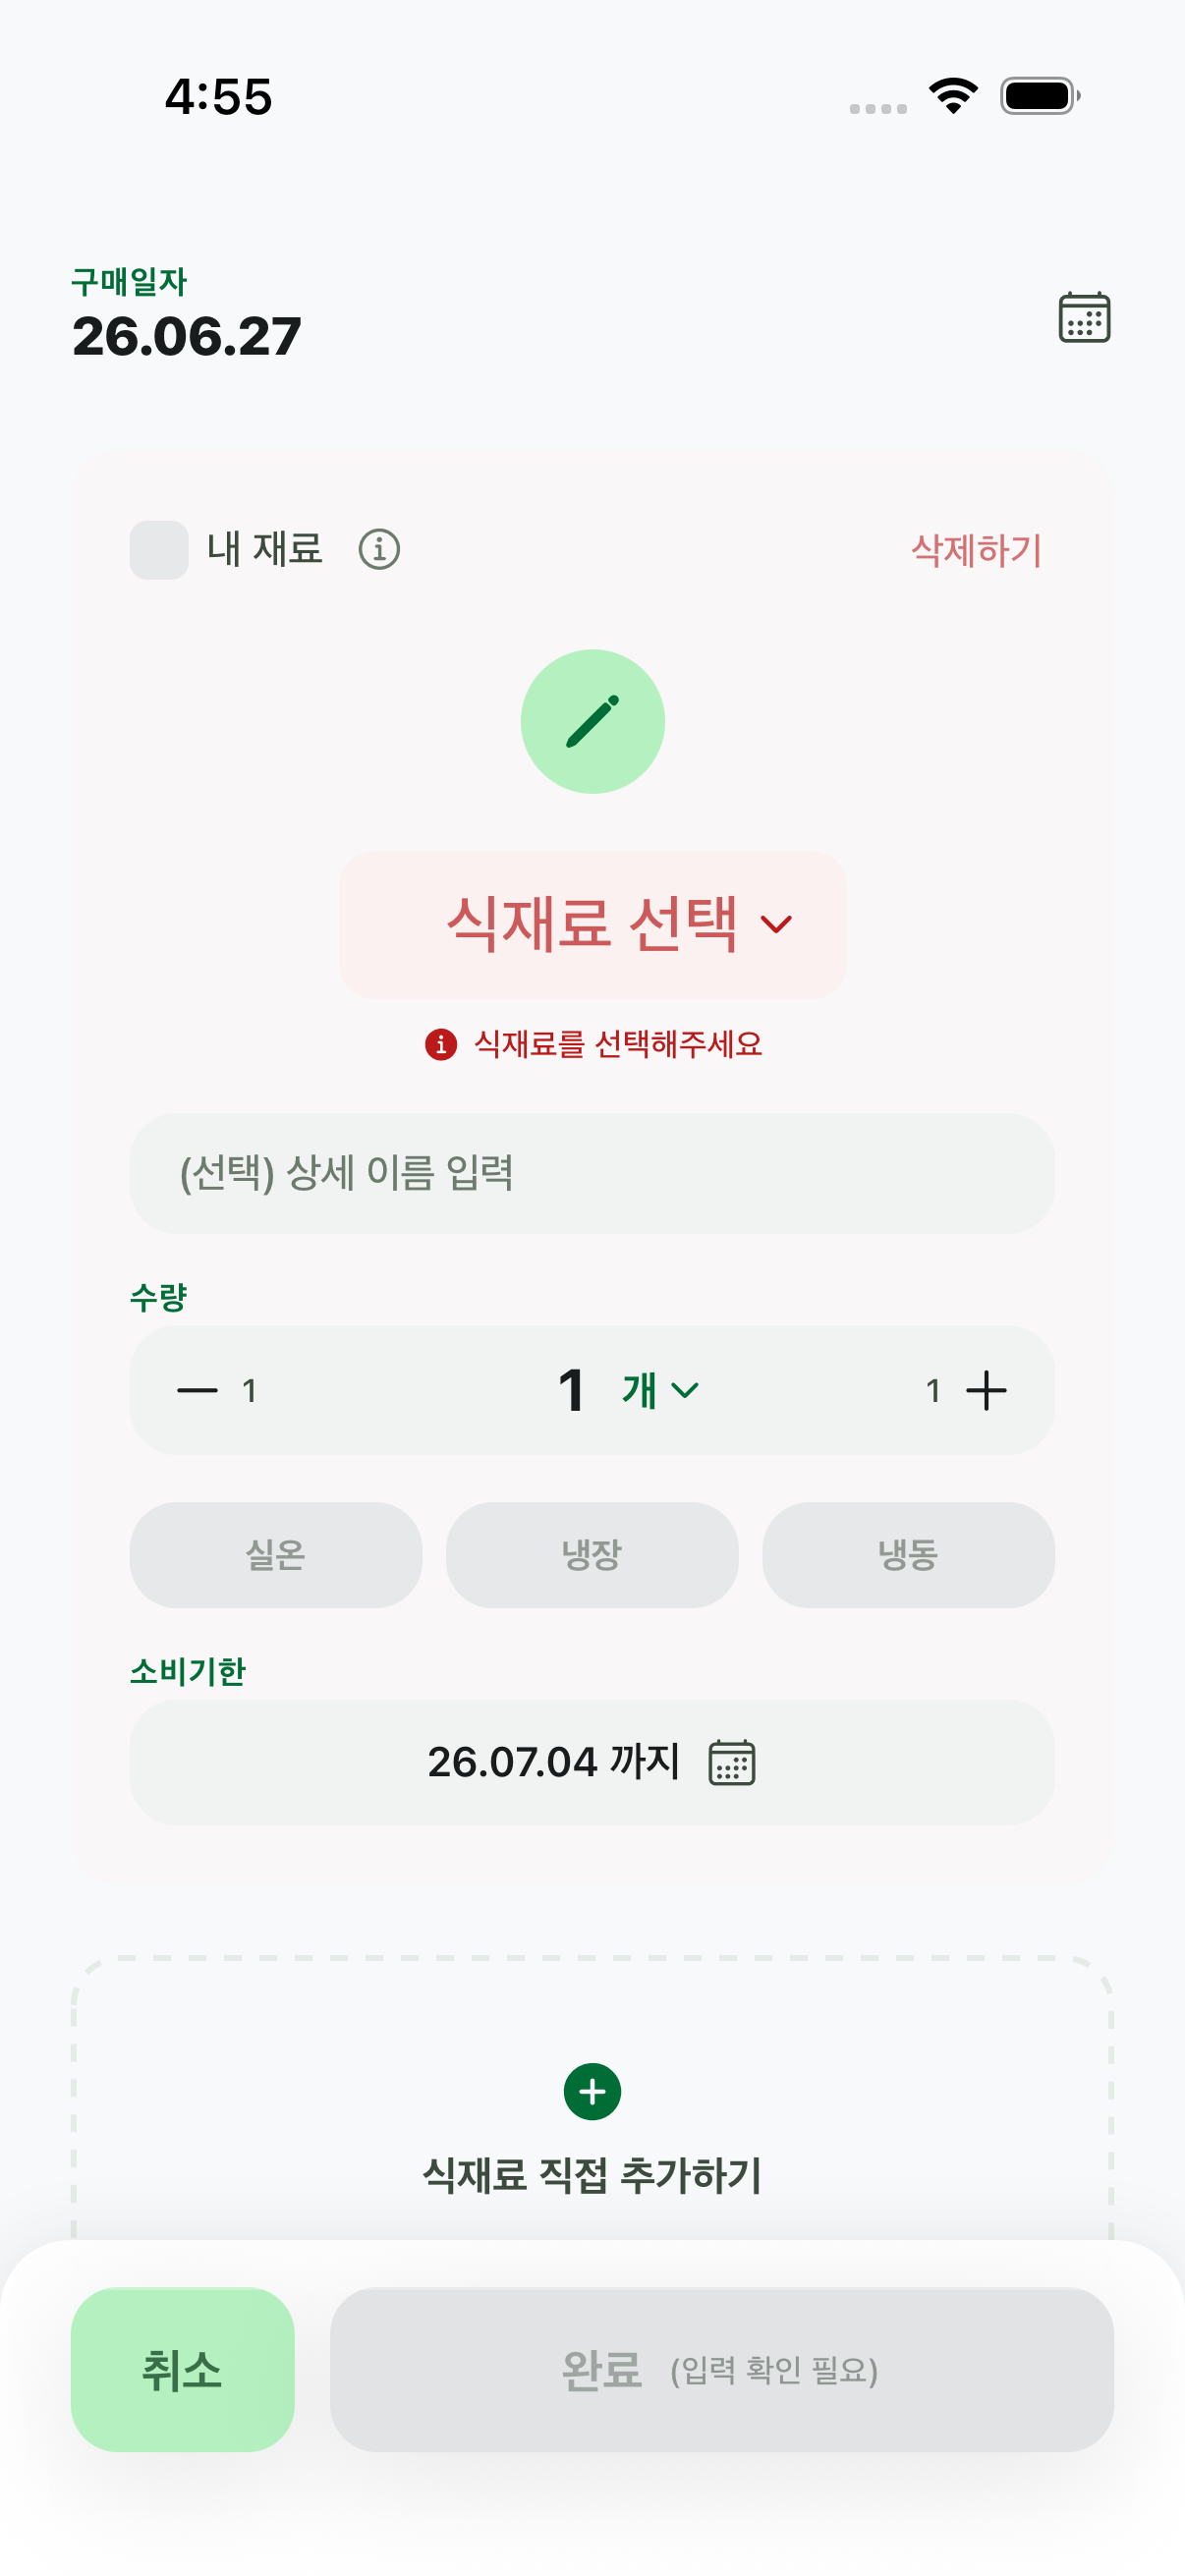 4:55
구매일자
26.06.27
내 재료
삭제하기
식재료 선택
식재료를 선택해주세요
(선택) 상세 이름 입력
수량
1 1 개 1
실온 냉장 냉동
소비기한
26.07.04 까지
식재료 직접 추가하기
취소 완료 (입력 확인 필요)